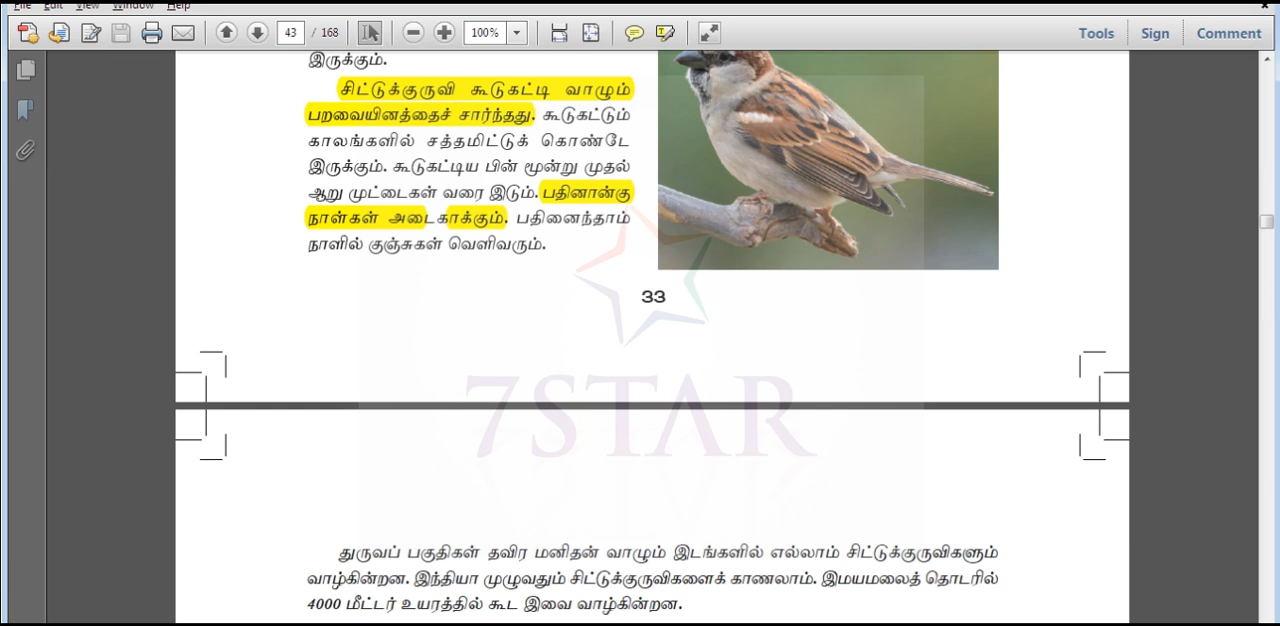 File Edit View Window Help
43 / 168 100% Tools Sign Comment
இருக்கும்.
சிட்டுக்குருவி கூடுகட்டி வாழும்
பறவையினத்தைச் சார்ந்தது. கூடுகட்டும்
காலங்களில் சத்தமிட்டுக் கொண்டே
இருக்கும். கூடுகட்டிய பின் மூன்று முதல்
ஆறு முட்டைகள் வரை இடும். பதினான்கு
நாள்கள் அடைகாக்கும். பதினைந்தாம்
நாளில் குஞ்சுகள் வெளிவரும்.
33
7STAR
துருவப் பகுதிகள் தவிர மனிதன் வாழும் இடங்களில் எல்லாம் சிட்டுக்குருவிகளும்
வாழ்கின்றன. இந்தியா முழுவதும் சிட்டுக்குருவிகளைக் காணலாம். இமயமலைத் தொடரில்
4000 மீட்டர் உயரத்தில் கூட இவை வாழ்கின்றன.